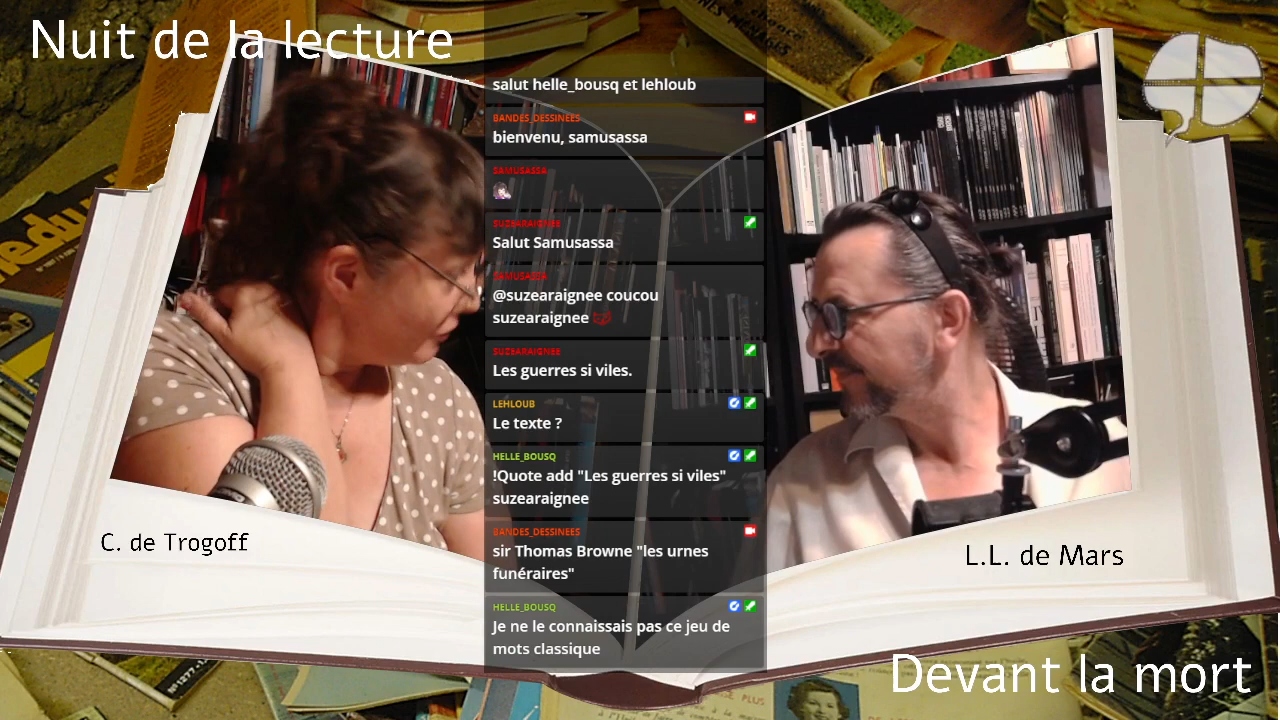 Nuit de la lecture
salut helle_bousq et lehloub
BANDES_DESSINEES
bienvenu, samusassa
SAMUSASSA
SUZEARAIGNEE
Salut Samusassa
SAMUSASSA
@suzearaignee coucou
suzearaignee
SUZEARAIGNEE
Les guerres si viles.
LEHLOUB
Le texte ?
HELLE_BOUSQ
!Quote add "Les guerres si viles"
suzearaignee
BANDES_DESSINEES
sir Thomas Browne "les urnes
funéraires"
HELLE_BOUSQ
Je ne le connaissais pas ce jeu de
mots classique
C. de Trogoff
L.L. de Mars
Devant la mort